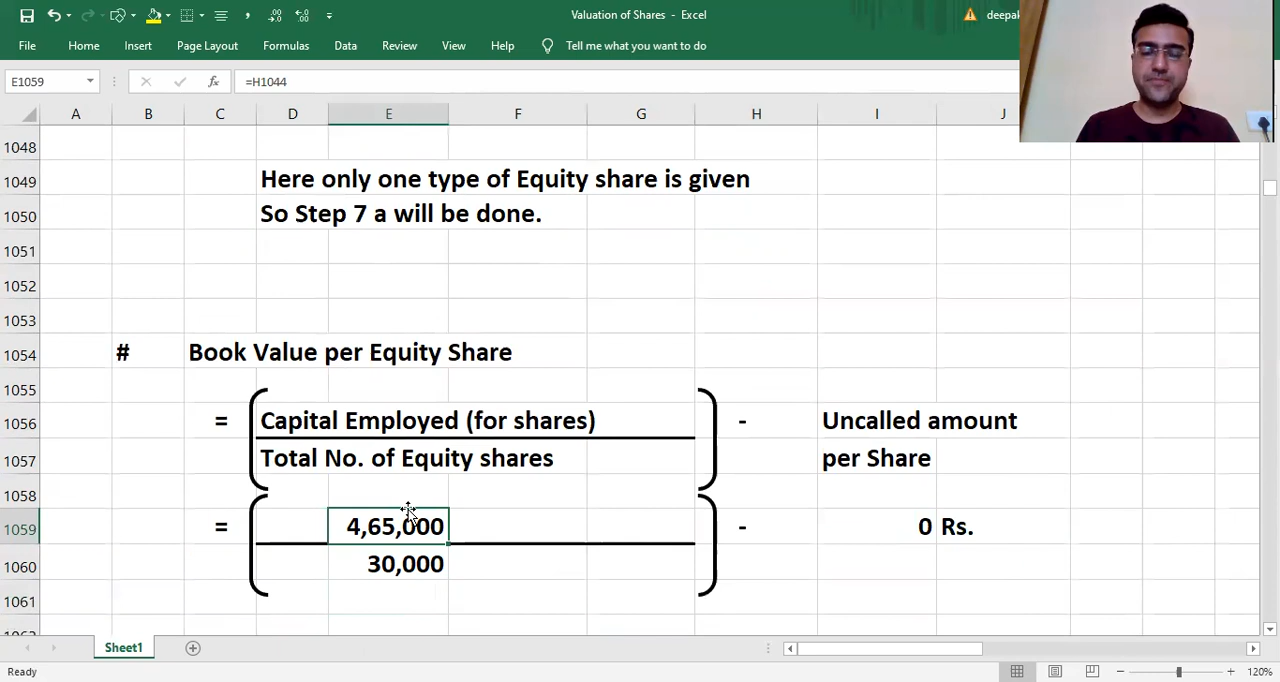 Valuation of Shares - Excel
deepak
File Home Insert Page Layout Formulas Data Review View Help Tell me what you want to do
E1059 fx =H1044
A B C D E F G H I J
1048
1049 Here only one type of Equity share is given
1050 So Step 7 a will be done.
1051
1052
1053
1054 # Book Value per Equity Share
1055
1056 = Capital Employed (for shares) - Uncalled amount
1057 Total No. of Equity shares per Share
1058
1059 = 4,65,000 - 0 Rs.
1060 30,000
1061
Sheet1
Ready 120%